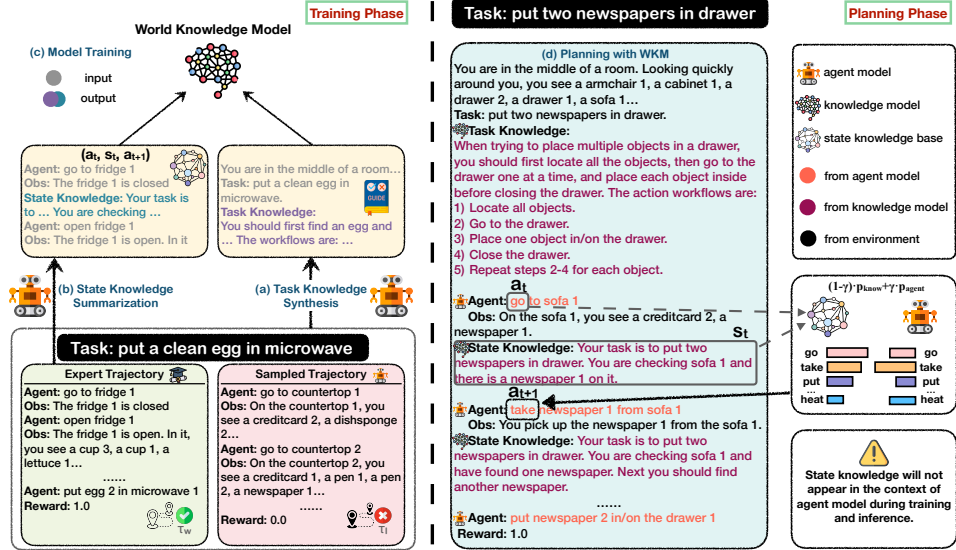 Training Phase
World Knowledge Model
(c) Model Training
input
output
(at, st, at+1)
Agent: go to fridge 1
Obs: The fridge 1 is closed
State Knowledge: Your task is
to ... You are checking ...
Agent: open fridge 1
Obs: The fridge 1 is open. In it
You are in the middle of a room...
Task: put a clean egg in
microwave.
GUIDE
Task Knowledge:
You should first find an egg and
... The workflows are: ...
(b) State Knowledge
Summarization
(a) Task Knowledge
Synthesis
Task: put a clean egg in microwave
Expert Trajectory
Agent: go to fridge 1
Obs: The fridge 1 is closed
Agent: open fridge 1
Obs: The fridge 1 is open. In it,
you see a cup 3, a cup 1, a
lettuce 1...
......
Agent: put egg 2 in microwave 1
Reward: 1.0
τw
Sampled Trajectory
Agent: go to countertop 1
Obs: On the countertop 1, you
see a creditcard 2, a dishsponge
2...
Agent: go to countertop 2
Obs: On the countertop 2, you
see a creditcard 1, a pen 1, a pen
2, a newspaper 1...
......
Reward: 0.0
τl
Task: put two newspapers in drawer
Planning Phase
(d) Planning with WKM
You are in the middle of a room. Looking quickly
around you, you see a armchair 1, a cabinet 1, a
drawer 2, a drawer 1, a sofa 1...
Task: put two newspapers in drawer.
Task Knowledge:
When trying to place multiple objects in a drawer,
you should first locate all the objects, then go to the
drawer one at a time, and place each object inside
before closing the drawer. The action workflows are:
1) Locate all objects.
2) Go to the drawer.
3) Place one object in/on the drawer.
4) Close the drawer.
5) Repeat steps 2-4 for each object.
at
Agent: go to sofa 1
Obs: On the sofa 1, you see a creditcard 2, a
newspaper 1.
st
State Knowledge: Your task is to put two
newspapers in drawer. You are checking sofa 1 and
there is a newspaper 1 on it.
at+1
Agent: take newspaper 1 from sofa 1
Obs: You pick up the newspaper 1 from the sofa 1.
State Knowledge: Your task is to put two
newspapers in drawer. You are checking sofa 1 and
have found one newspaper. Next you should find
another newspaper.
......
Agent: put newspaper 2 in/on the drawer 1
Reward: 1.0
agent model
knowledge model
state knowledge base
from agent model
from knowledge model
from environment
(1-γ)·pknow+γ·pagent
go
go
take
take
put
put
...
...
heat
heat
State knowledge will not
appear in the context of
agent model during training
and inference.